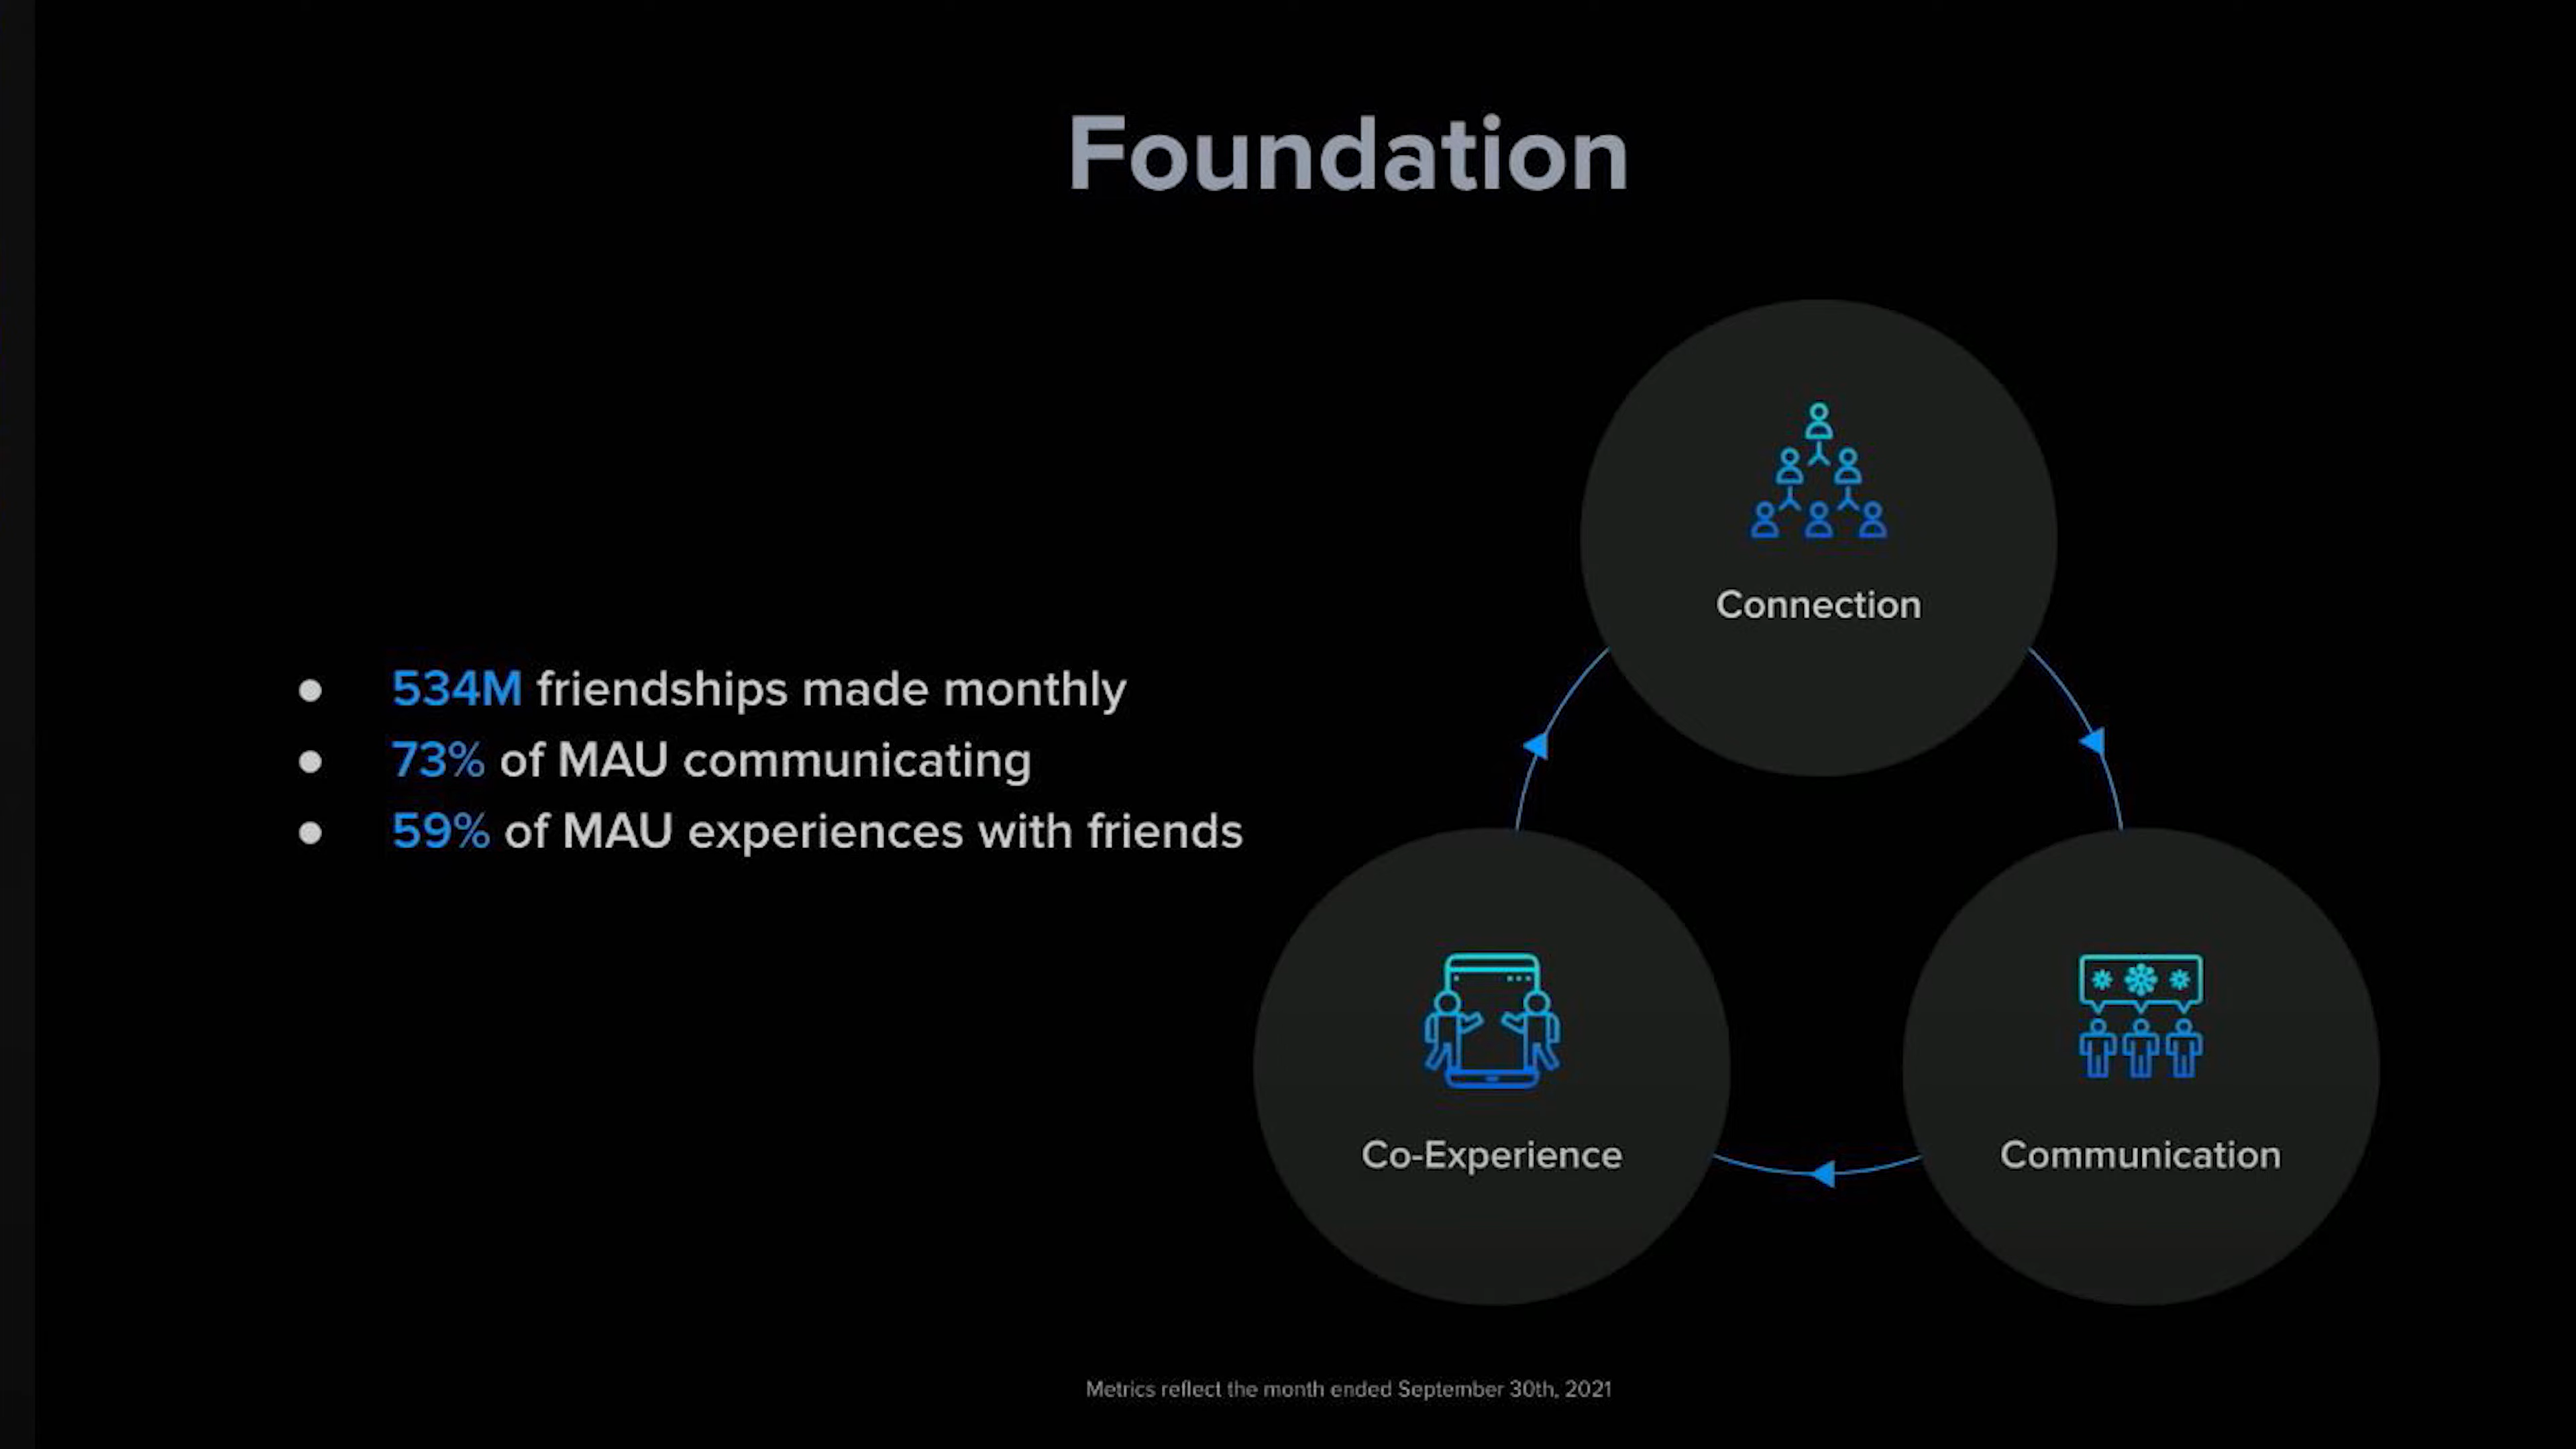 Foundation
534M friendships made monthly
73% of MAU communicating
59% of MAU experiences with friends
Connection
Co-Experience
Communication
Metrics reflect the month ended September 30th, 2021